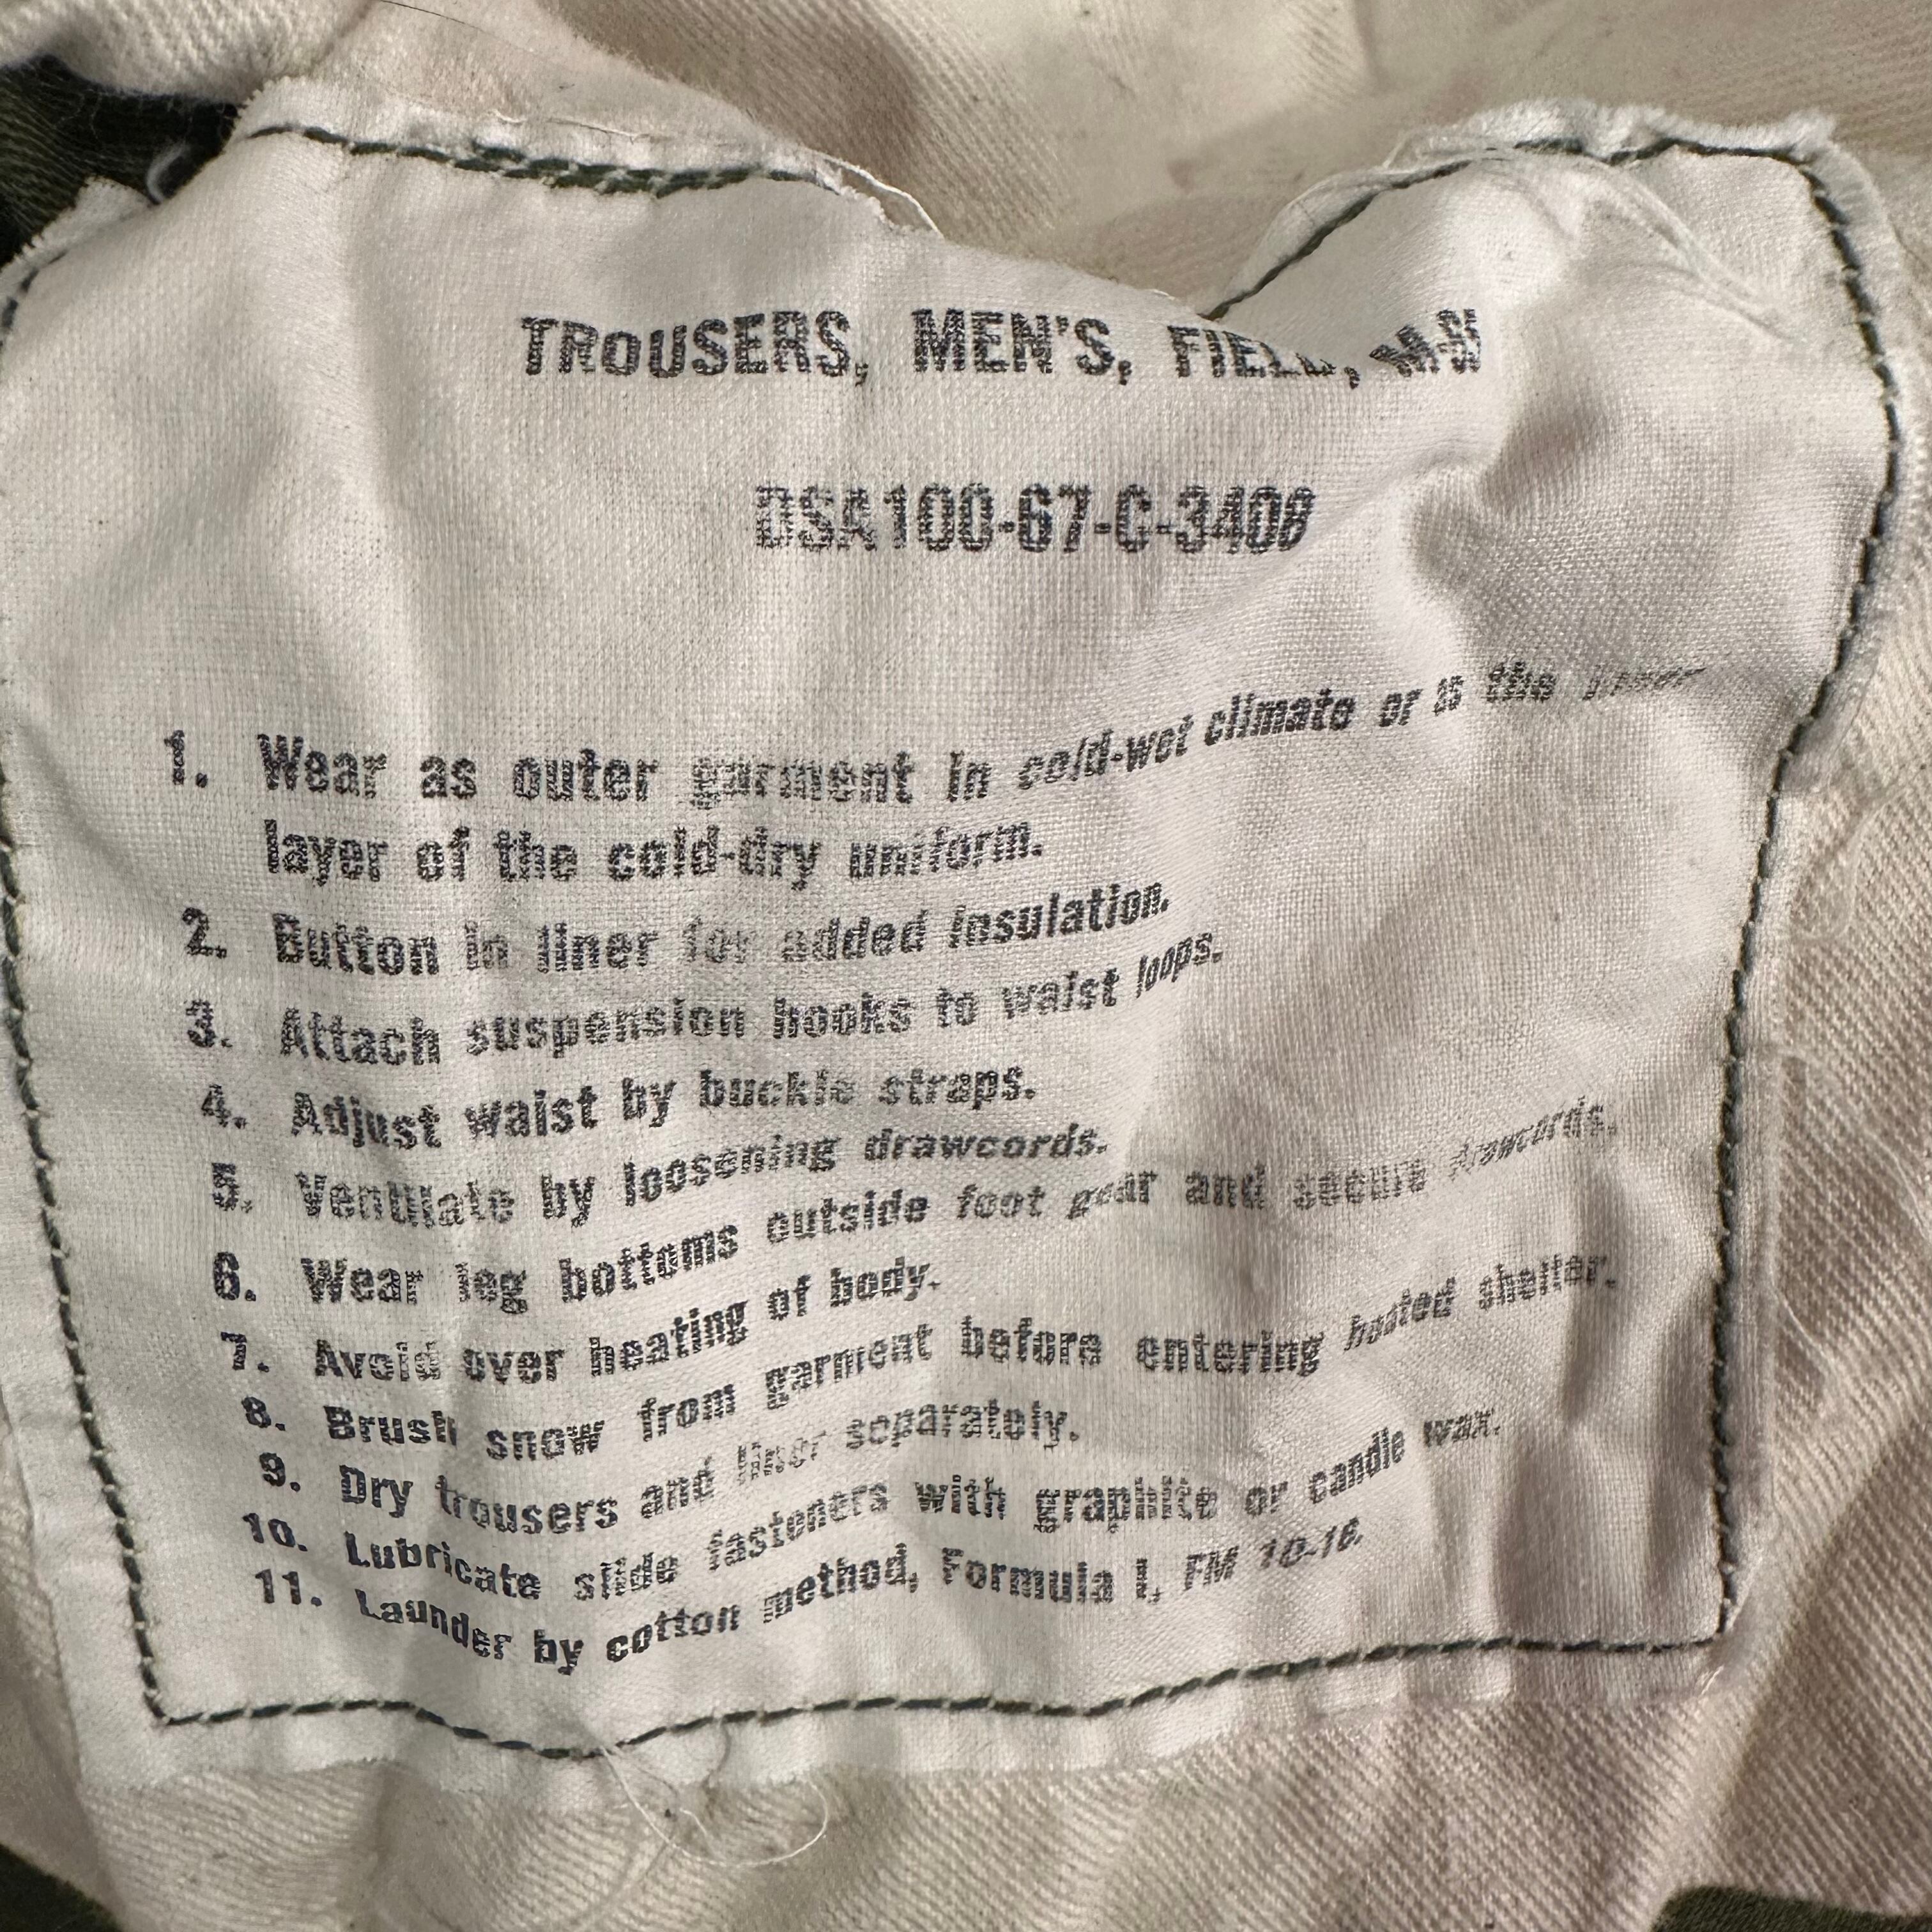 TROUSERS, MEN'S, FIELD, M-65
DSA 100-67-C-3408
1. Wear as outer garment in cold-wet climate or as the inner
layer of the cold-dry uniform.
2. Button in liner for added insulation.
3. Attach suspension hooks to waist loops.
4. Adjust waist by buckle straps.
5. Ventilate by loosening drawcords.
6. Wear leg bottoms outside foot gear and secure drawcords.
7. Avoid over heating of body.
8. Brush snow from garment before entering heated shelter.
9. Dry trousers and liner separately.
10. Lubricate slide fasteners with graphite or candle wax.
11. Launder by cotton method, Formula I, FM 10-16.